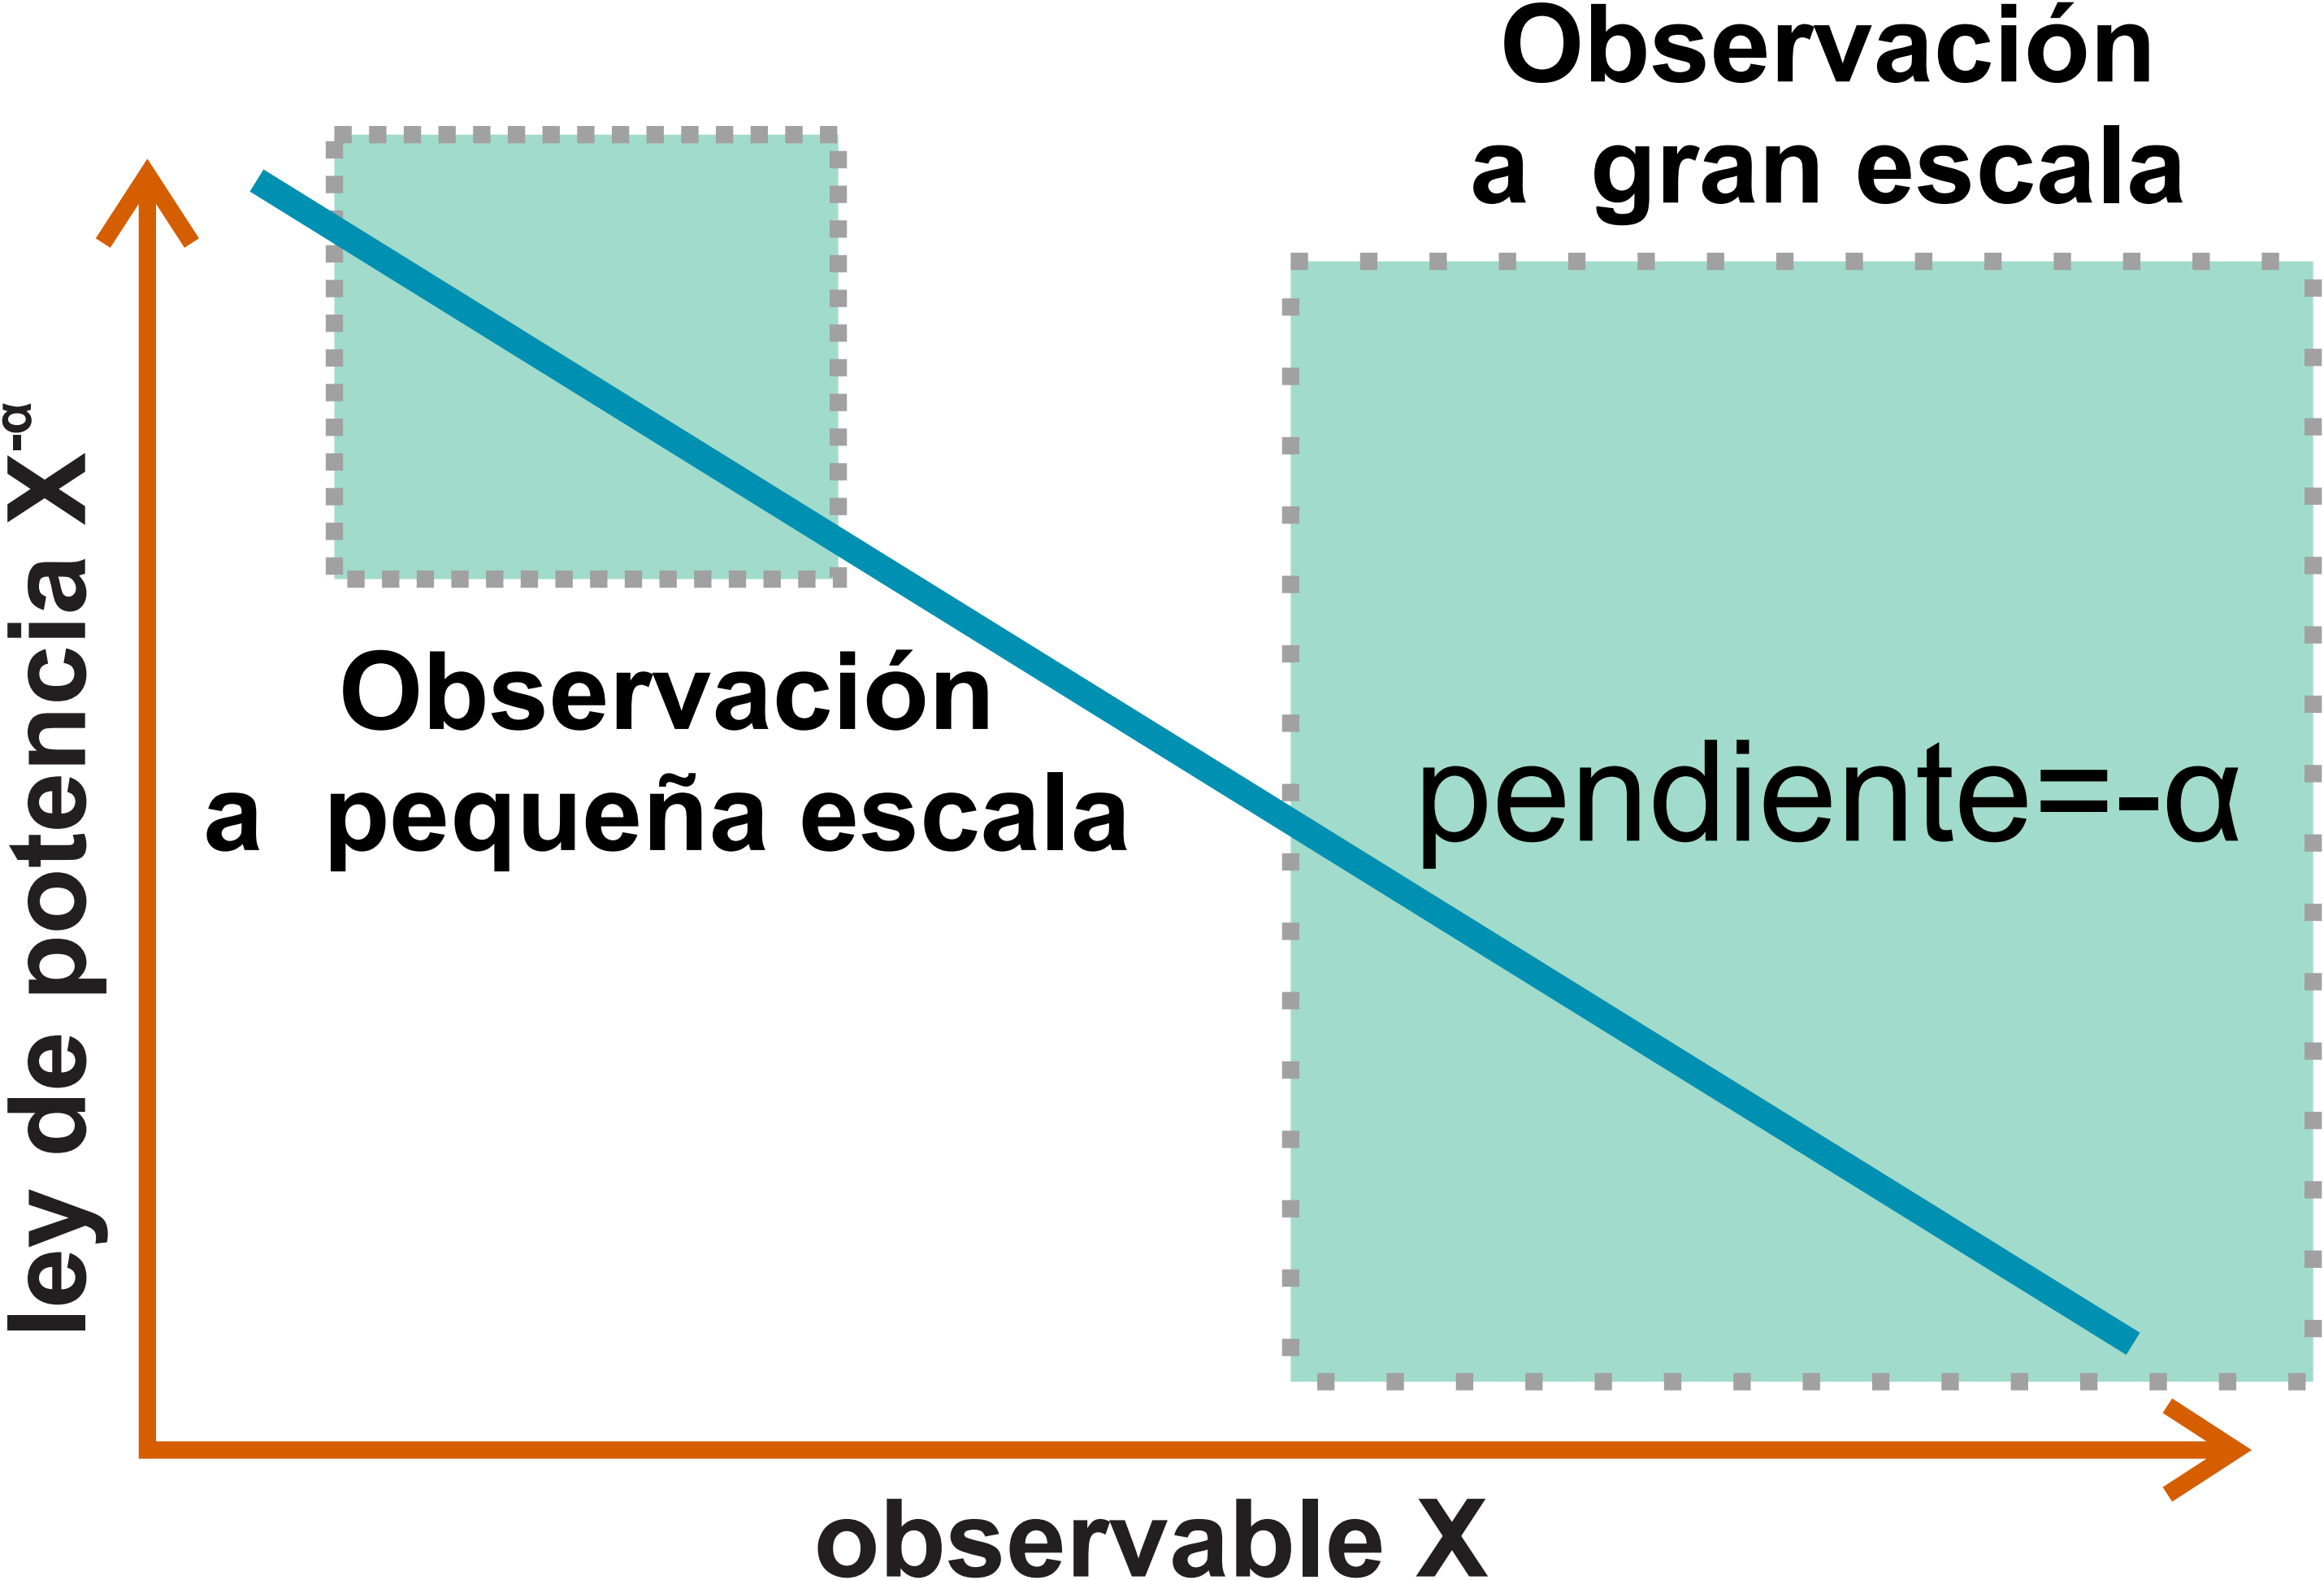 Observación
a gran escala
ley de potencia X^-α
Observación
a pequeña escala
pendiente=-α
observable X